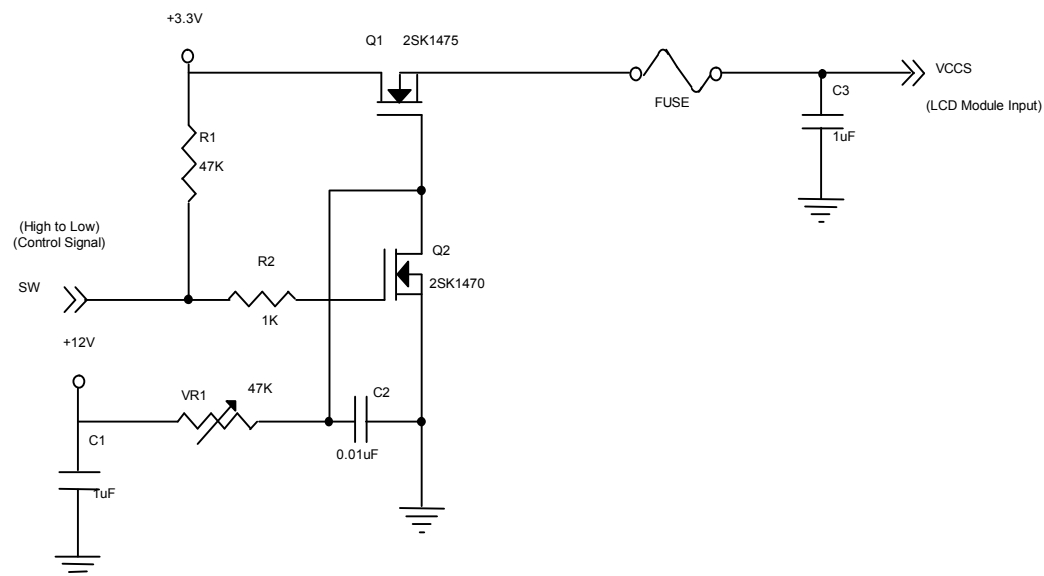 +3.3V
Q1 2SK1475
VCCS
(LCD Module Input)
FUSE
C3
1uF
R1
47K
(High to Low)
(Control Signal)
SW
R2
1K
Q2
2SK1470
+12V
VR1
47K
C2
0.01uF
C1
1uF